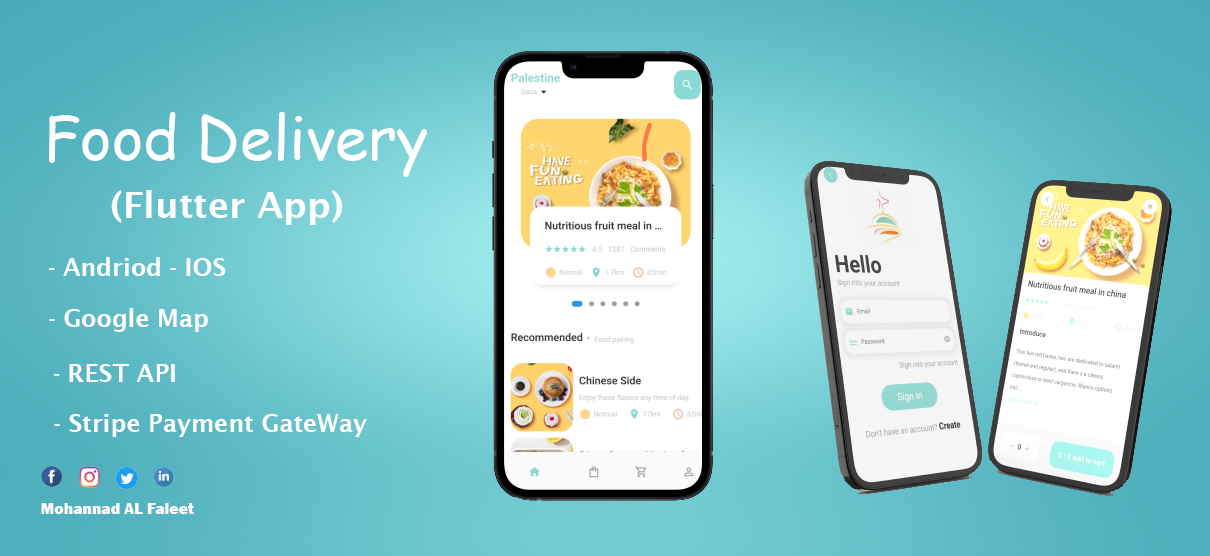 Food Delivery
(Flutter App)
- Andriod - IOS
- Google Map
- REST API
- Stripe Payment GateWay
Mohannad AL Faleet
Palestine
Gaza
HAVE
FUN
EATING
Nutritious fruit meal in ...
4.5 1287 Comments
Normal 1.7km 32min
Recommended • Food pairing
Chinese Side
Enjoy these flavors any time of day.
Normal 17km 32m
Hello
Sign into your account
Email
Password
Sign into your account
Sign in
Don't have an account? Create
HAVE
FUN
EATING
Nutritious fruit meal in china
Introduce
This five red bases, two are dedicated to salami
(fennel and regular), and there s a classic
capricciosa or beef carpaccio. Blanco options
incl...
- 0 +
$ 12 Add to cart